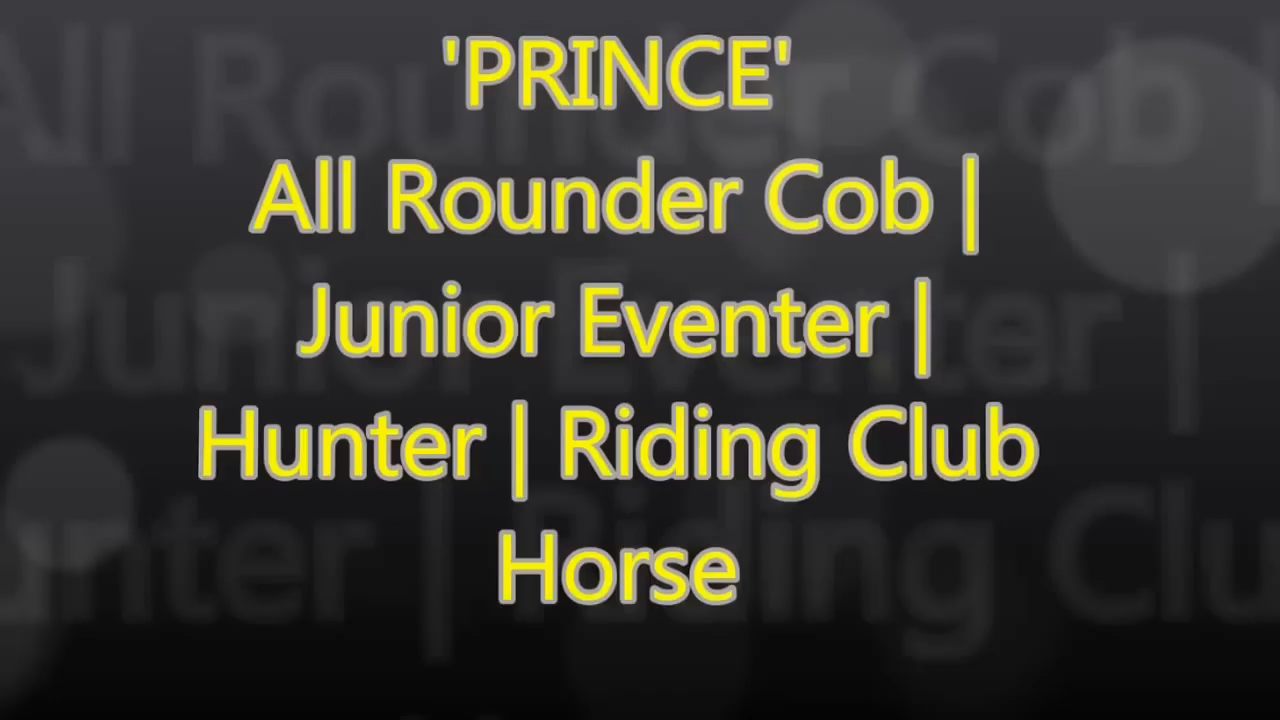 'PRINCE'
All Rounder Cob |
Junior Eventer |
Hunter | Riding Club
Horse